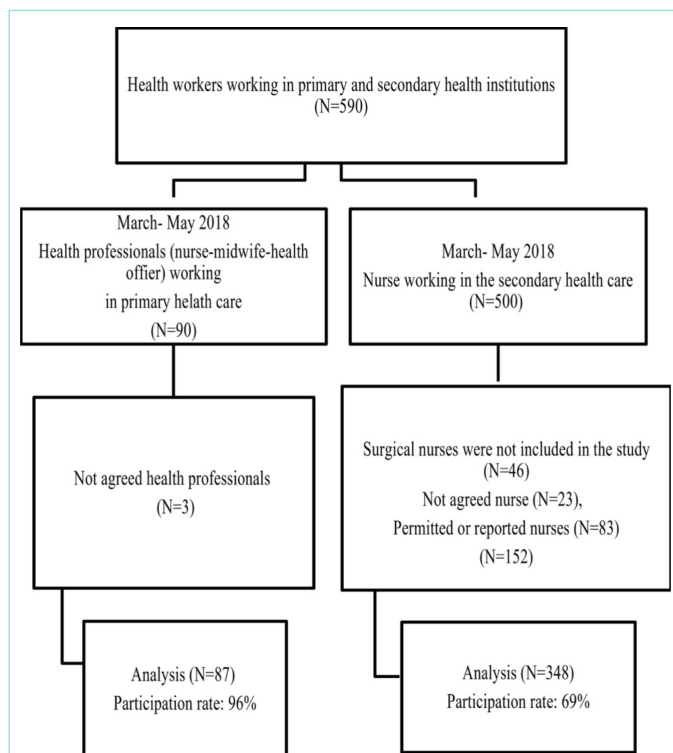 Health workers working in primary and secondary health institutions
(N=590)
March- May 2018
Health professionals (nurse-midwife-health
offier) working
in primary helath care
(N=90)
March- May 2018
Nurse working in the secondary health care
(N=500)
Not agreed health professionals
(N=3)
Surgical nurses were not included in the study
(N=46)
Not agreed nurse (N=23),
Permitted or reported nurses (N=83)
(N=152)
Analysis (N=87)
Participation rate: 96%
Analysis (N=348)
Participation rate: 69%